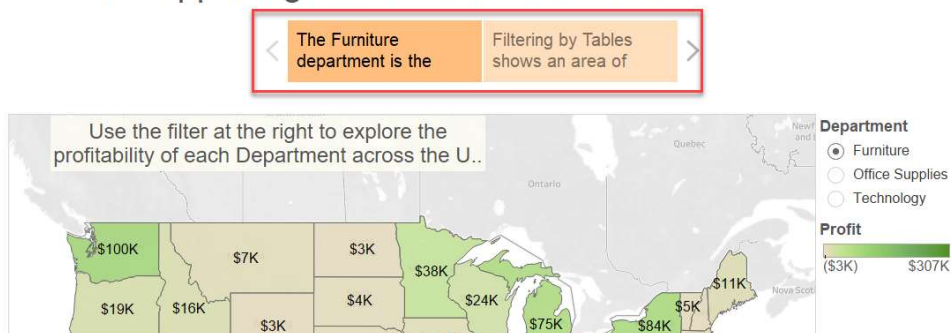 The Furniture
department is the
Filtering by Tables
shows an area of
Use the filter at the right to explore the
profitability of each Department across the U..
Department
Furniture
Office Supplies
Technology
Profit
($3K) $307K
Quebec
Ontario
Nova Scoti
$100K
$7K
$3K
$38K
$11K
$19K
$16K
$4K
$24K
$5K
$3K
$75K
$84K